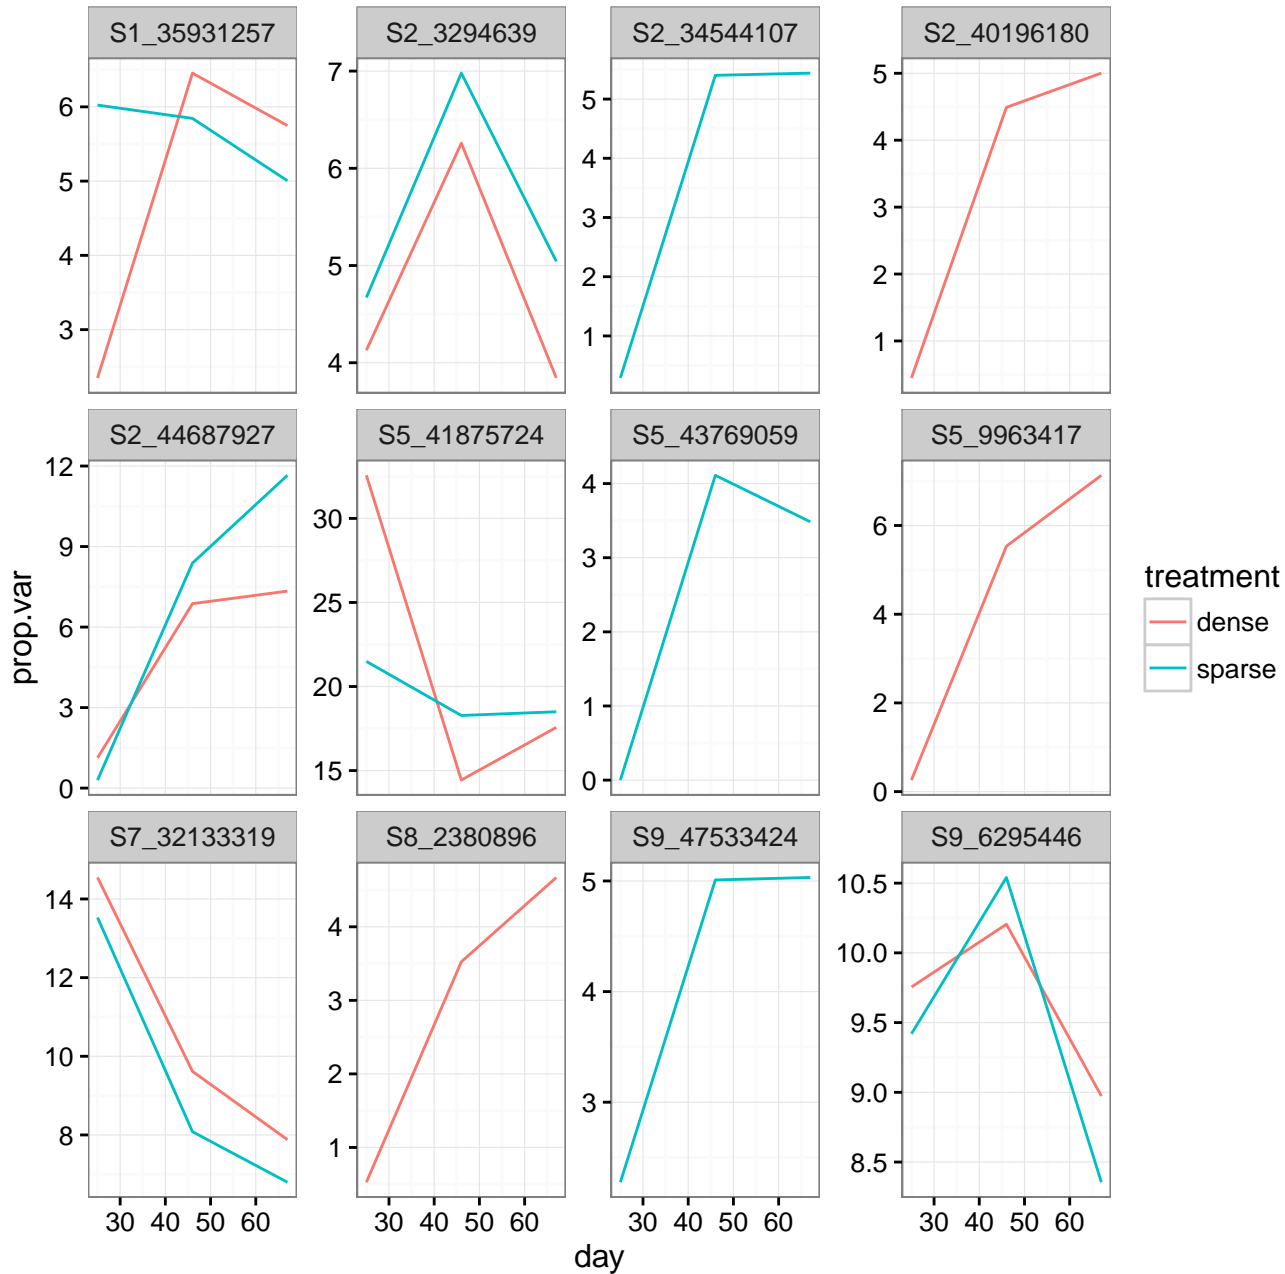 S1_35931257 S2_3294639 S2_34544107 S2_40196180
6 5 4 3
7 6 5 4
5 4 3 2 1
5 4 3 2 1
S2_44687927 S5_41875724 S5_43769059 S5_9963417
12 9 6 3 0
30 25 20 15
4 3 2 1 0
6 4 2 0
S7_32133319 S8_2380896 S9_47533424 S9_6295446
14 12 10 8
4 3 2 1
5 4 3
10.5 10.0 9.5 9.0 8.5
30 40 50 60 30 40 50 60 30 40 50 60 30 40 50 60
day
prop.var
treatment
dense
sparse